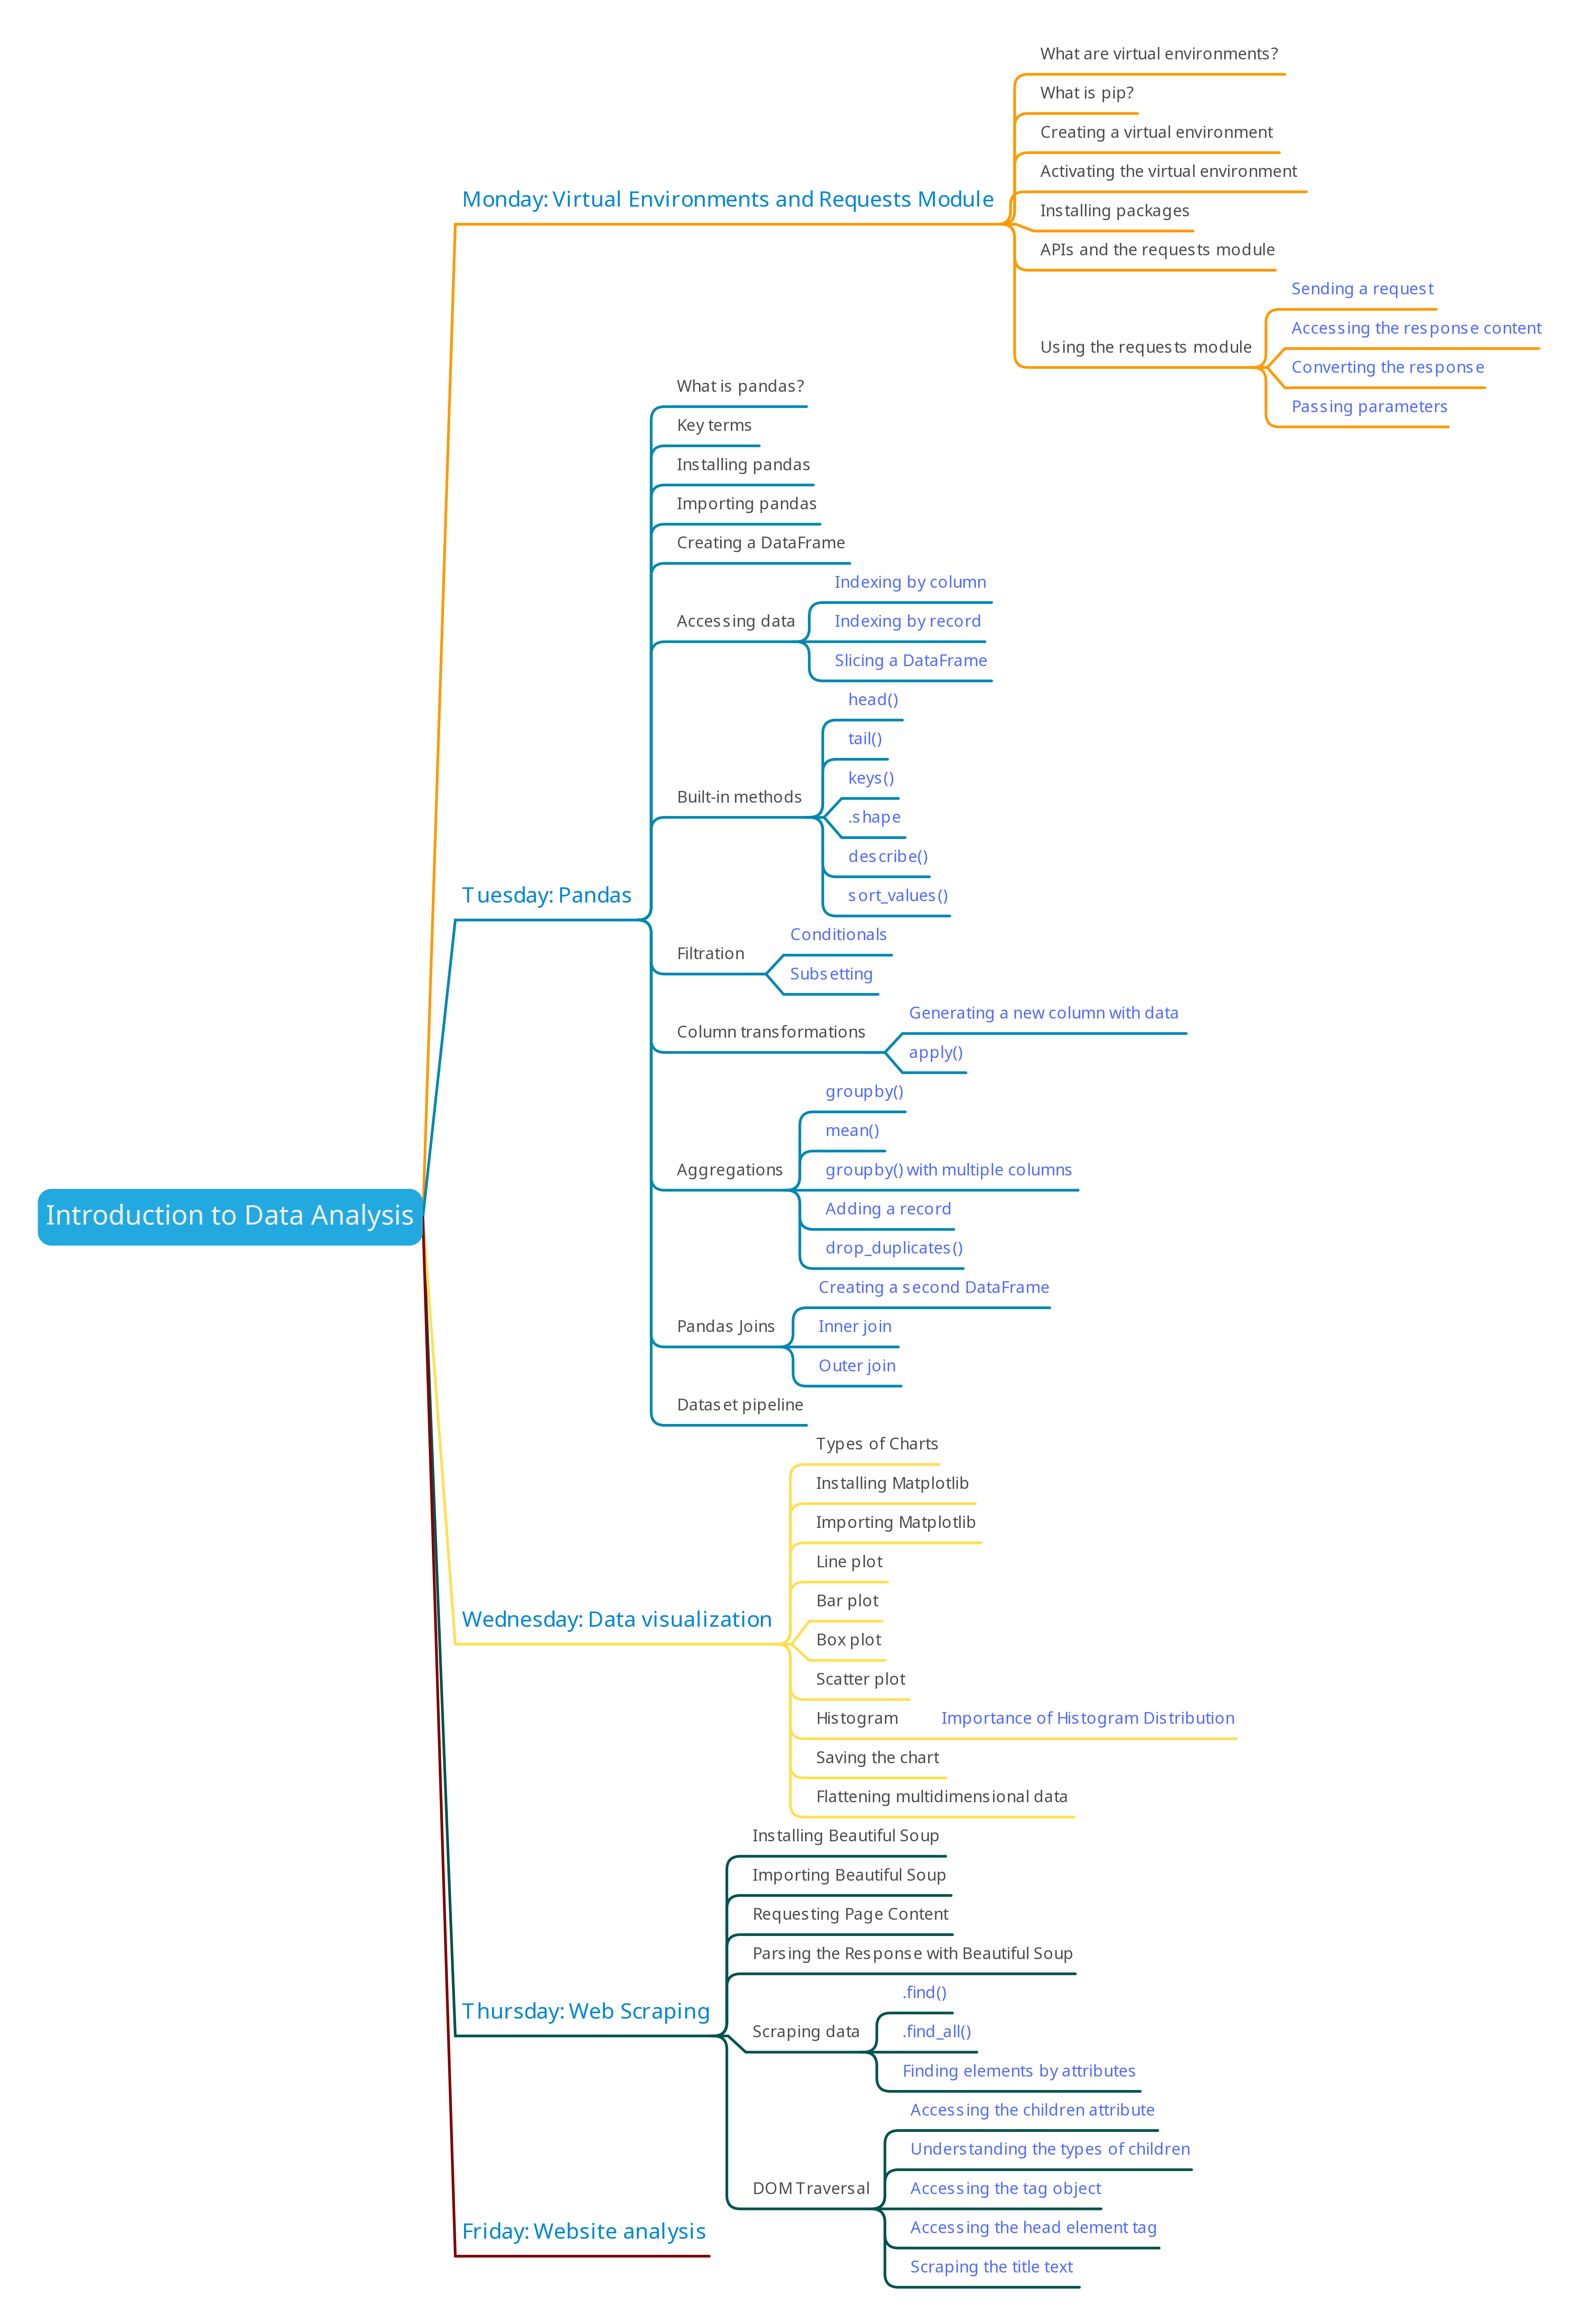 Introduction to Data Analysis
Monday: Virtual Environments and Requests Module
What are virtual environments?
What is pip?
Creating a virtual environment
Activating the virtual environment
Installing packages
APIs and the requests module
Using the requests module
Sending a request
Accessing the response content
Converting the response
Passing parameters
Tuesday: Pandas
What is pandas?
Key terms
Installing pandas
Importing pandas
Creating a DataFrame
Accessing data
Indexing by column
Indexing by record
Slicing a DataFrame
Built-in methods
head()
tail()
keys()
.shape
describe()
sort_values()
Filtration
Conditionals
Subsetting
Column transformations
Generating a new column with data
apply()
Aggregations
groupby()
mean()
groupby() with multiple columns
Adding a record
drop_duplicates()
Pandas Joins
Creating a second DataFrame
Inner join
Outer join
Dataset pipeline
Wednesday: Data visualization
Types of Charts
Installing Matplotlib
Importing Matplotlib
Line plot
Bar plot
Box plot
Scatter plot
Histogram
Importance of Histogram Distribution
Saving the chart
Flattening multidimensional data
Thursday: Web Scraping
Installing Beautiful Soup
Importing Beautiful Soup
Requesting Page Content
Parsing the Response with Beautiful Soup
Scraping data
.find()
.find_all()
Finding elements by attributes
DOM Traversal
Accessing the children attribute
Understanding the types of children
Accessing the tag object
Accessing the head element tag
Scraping the title text
Friday: Website analysis